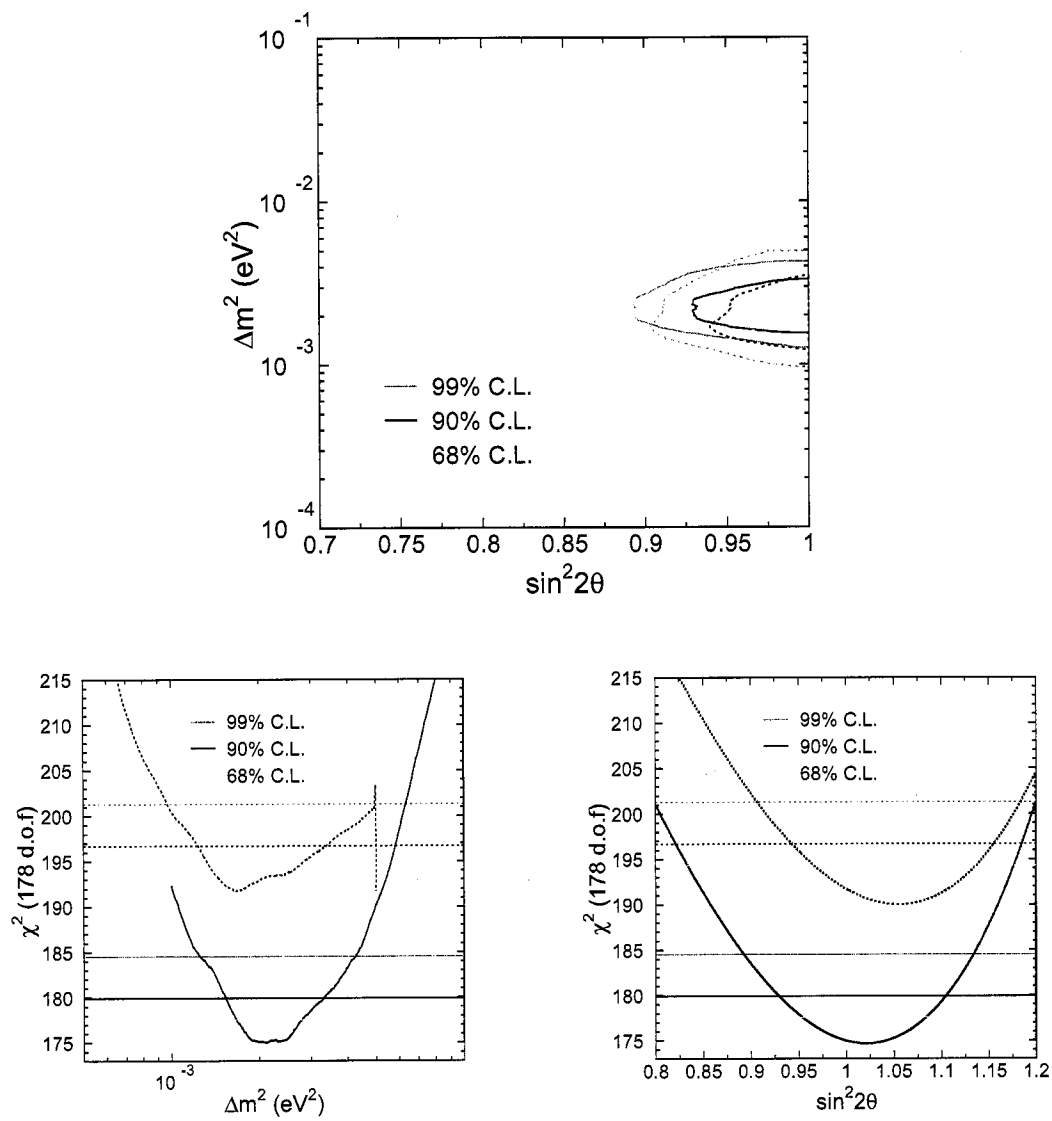 10⁻¹
10⁻²
Δm² (eV²)
10⁻³
99% C.L.
90% C.L.
68% C.L.
10⁻⁴
0.7 0.75 0.8 0.85 0.9 0.95 1
sin²2θ
215
210
205
200
195
190
185
180
175
χ² (178 d.o.f)
99% C.L.
90% C.L.
68% C.L.
10⁻³
Δm² (eV²)
215
210
205
200
195
190
185
180
175
χ² (178 d.o.f)
99% C.L.
90% C.L.
68% C.L.
0.8 0.85 0.9 0.95 1 1.05 1.1 1.15 1.2
sin²2θ